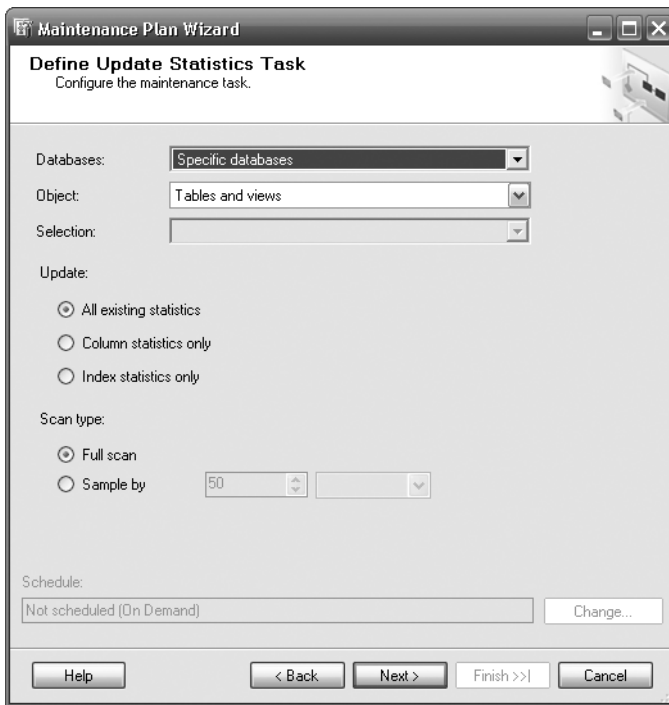 Maintenance Plan Wizard
Define Update Statistics Task
Configure the maintenance task.
Databases: Specific databases
Object: Tables and views
Selection:
Update:
All existing statistics
Column statistics only
Index statistics only
Scan type:
Full scan
Sample by 50
Schedule:
Not scheduled (On Demand) Change...
Help < Back Next > Finish >>| Cancel